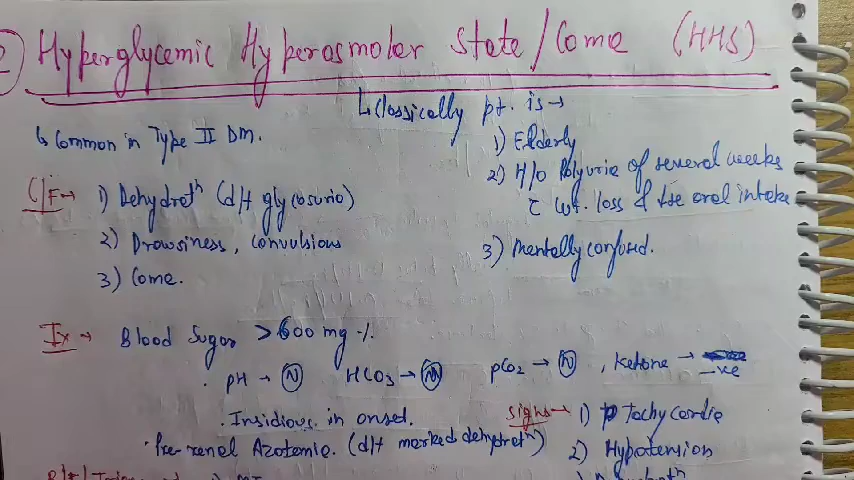 2 Hyperglycemic Hyperosmolar State/Coma (HHS)
↳ Common in Type II DM.
↳ Classically pt. is →
1) Elderly
2) H/o Polyuria of several weeks
c wt. loss & ↓se oral intake
3) Mentally confused.
C/F → 1) Dehydratⁿ (d/t glycosuria)
2) Drowsiness, Convulsions
3) Coma.
Ix → Blood Sugar > 600 mg %.
. pH → (N) HCO3 → (N) pCO2 → (N) , Ketone → -ve
. Insidious in onset.
. Pre-renal Azotemia. (d/t marked dehydratⁿ)
Signs → 1) Tachycardia
2) Hypotension